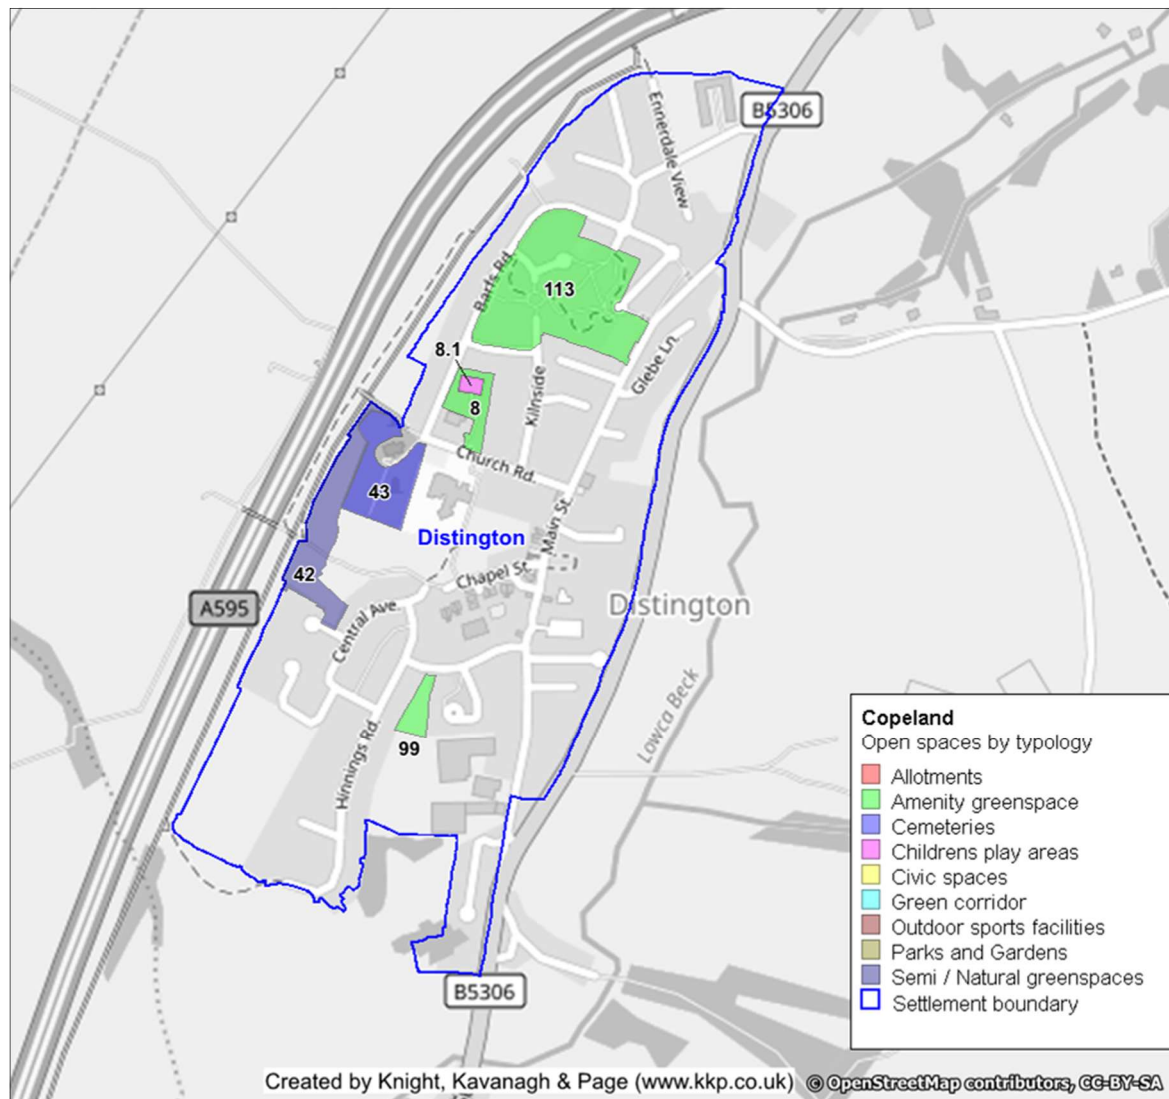 B5306
Ennerdale View
Barfs Rd.
113
8.1
8
Kilnside
Glebe Ln.
Church Rd.
43
Main St.
Distington
42
Chapel St.
A595
Central Ave.
Distington
Lowca Beck
99
Hinnings Rd.
B5306
Copeland
Open spaces by typology
Allotments
Amenity greenspace
Cemeteries
Childrens play areas
Civic spaces
Green corridor
Outdoor sports facilities
Parks and Gardens
Semi / Natural greenspaces
Settlement boundary
Created by Knight, Kavanagh & Page (www.kkp.co.uk) © OpenStreetMap contributors, CC-BY-SA